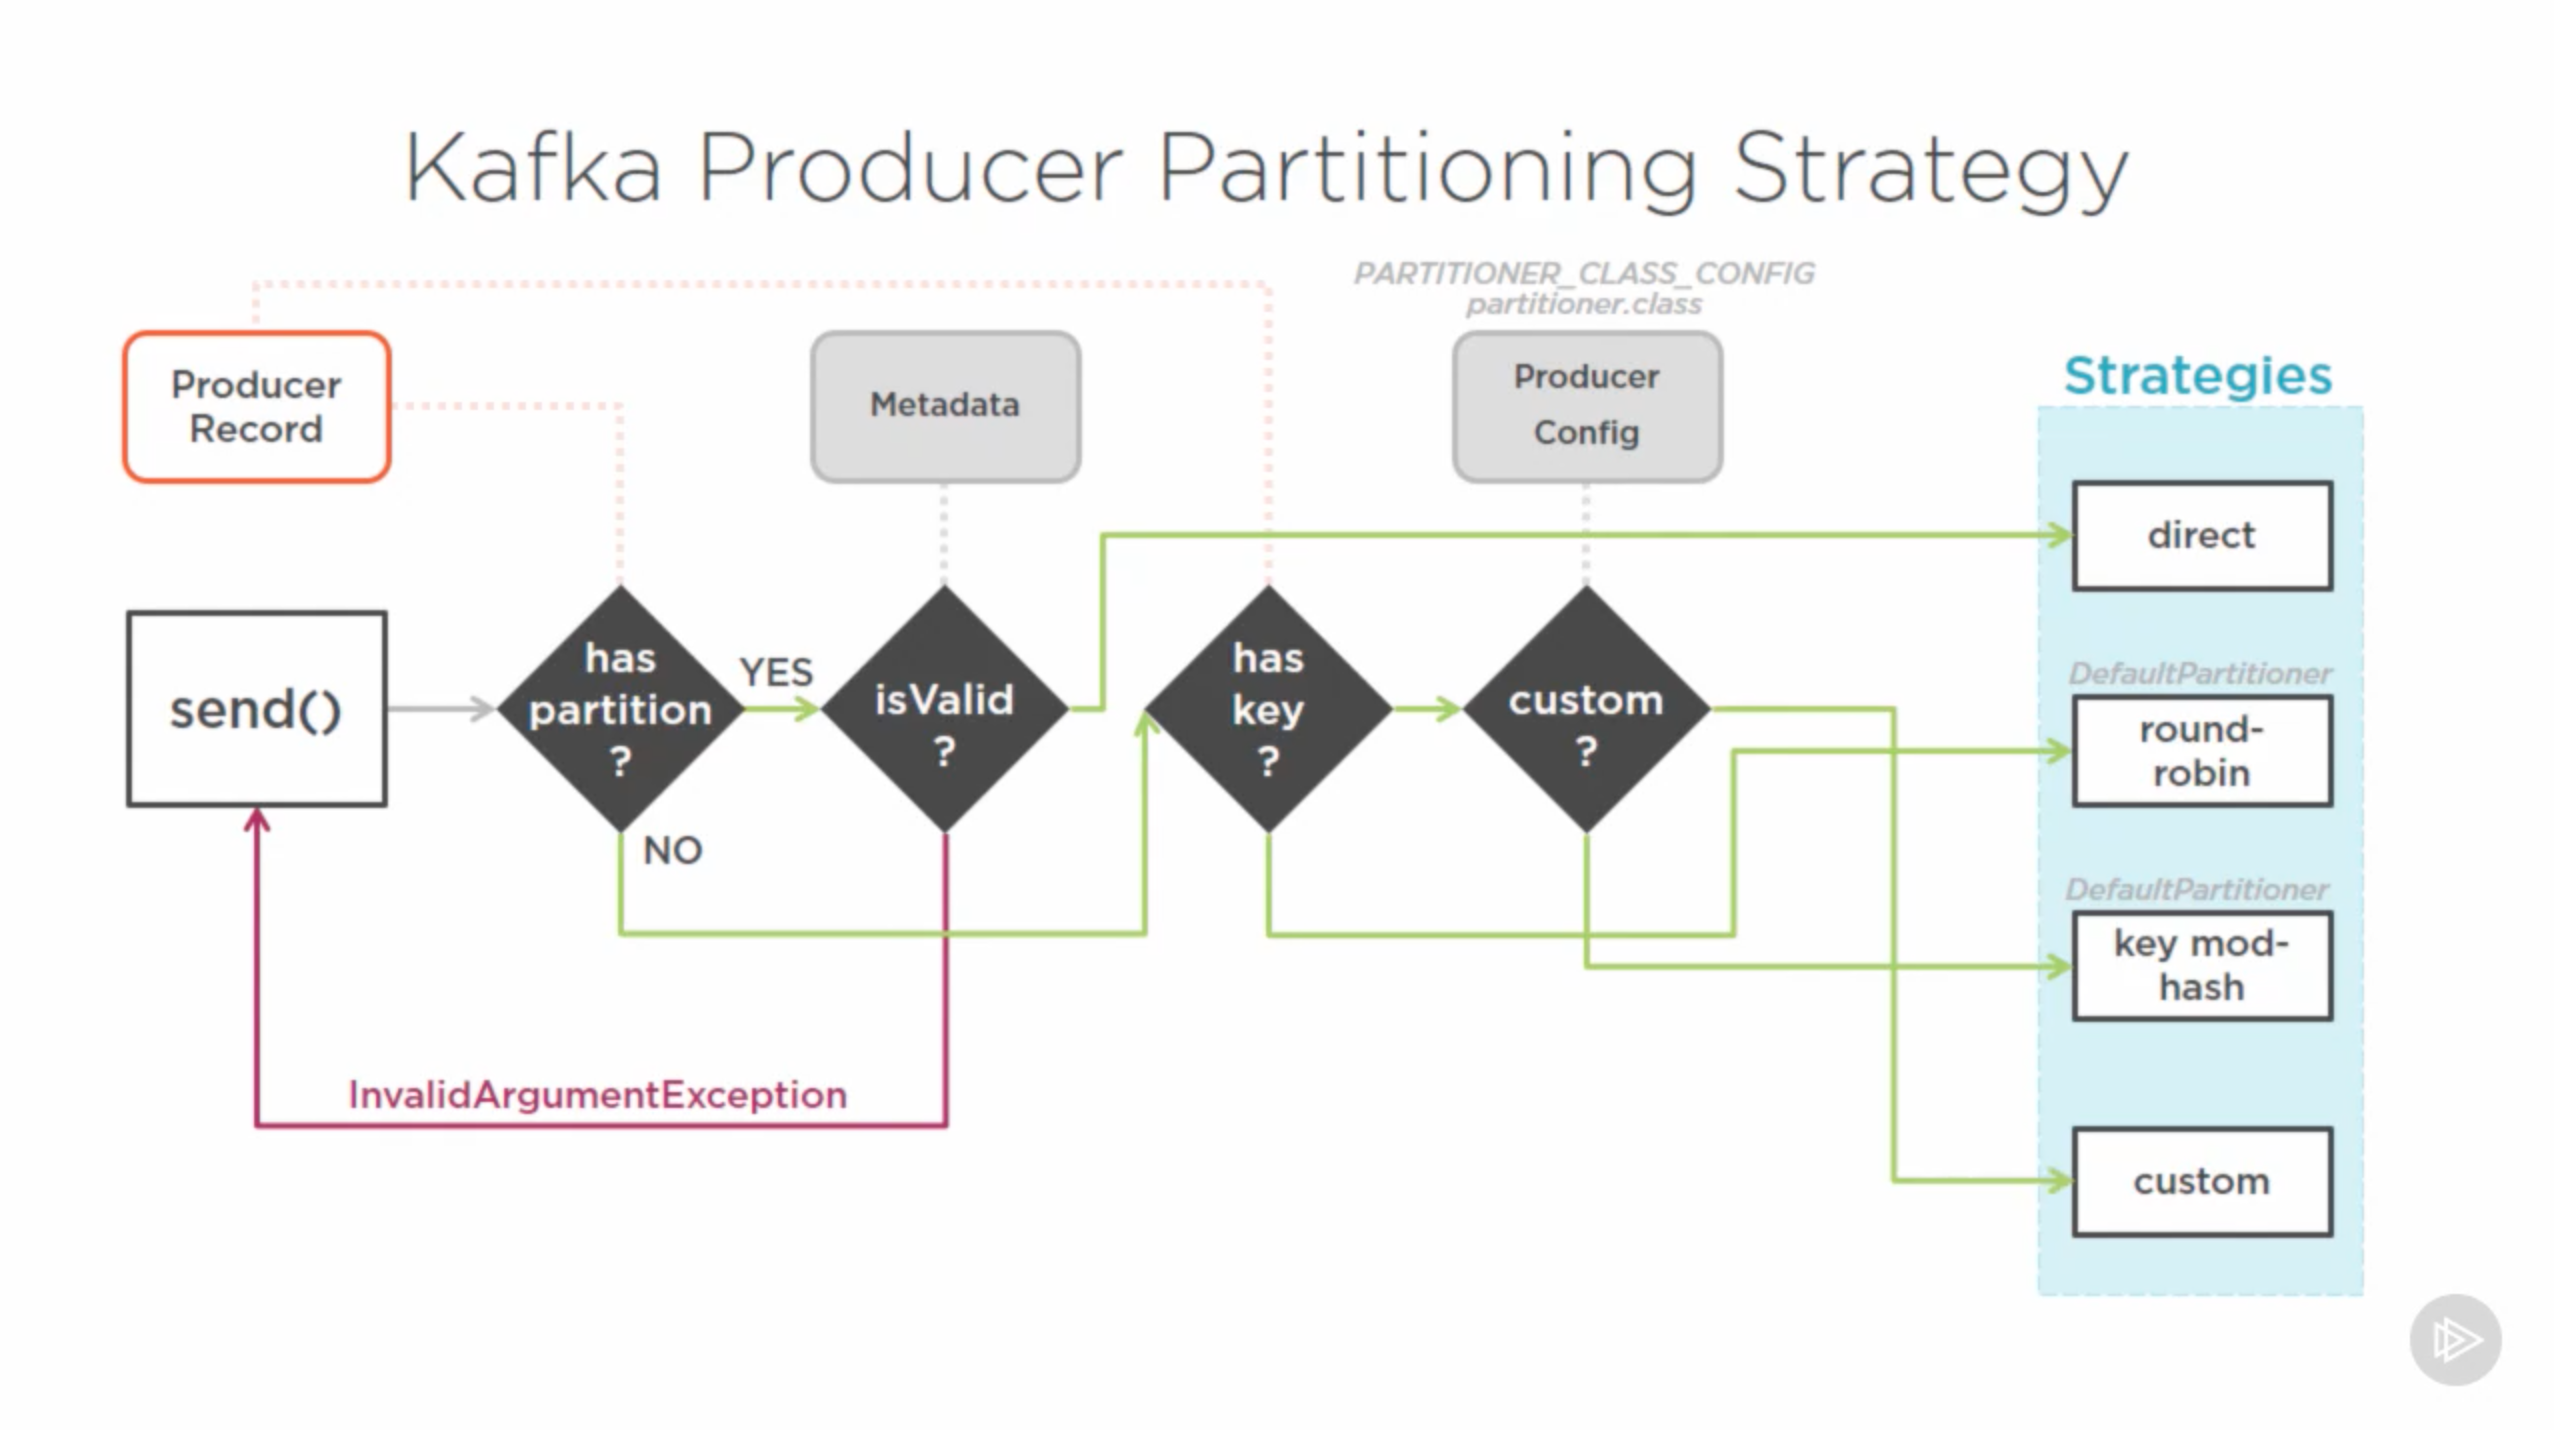 Kafka Producer Partitioning Strategy
PARTITIONER_CLASS_CONFIG
partitioner.class
Producer
Record
Metadata
Producer
Config
Strategies
direct
send()
has
partition
?
YES
NO
isValid
?
has
key
?
custom
?
DefaultPartitioner
round-
robin
DefaultPartitioner
key mod-
hash
InvalidArgumentException
custom